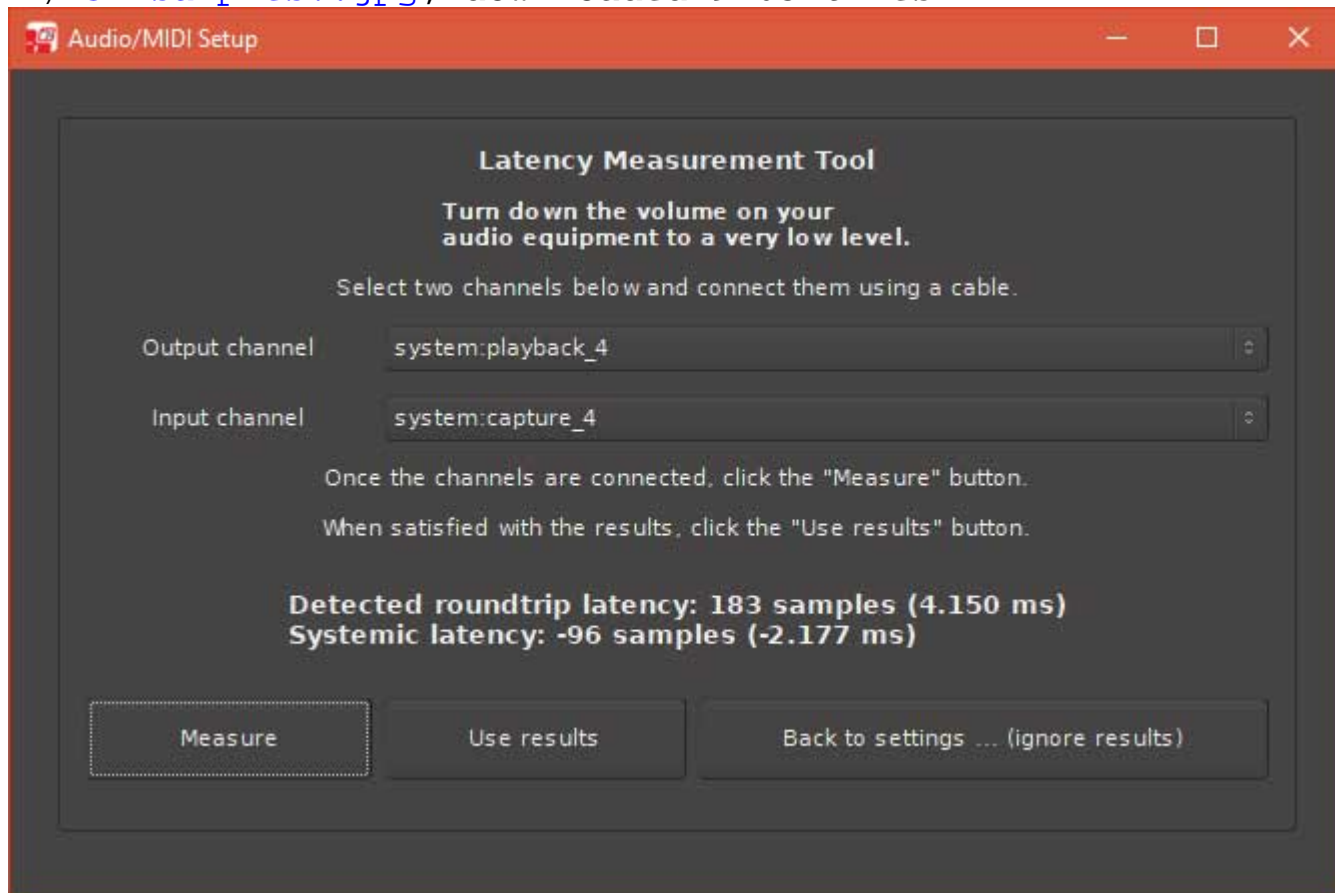 Audio/MIDI Setup
Latency Measurement Tool
Turn down the volume on your
audio equipment to a very low level.
Select two channels below and connect them using a cable.
Output channel system:playback_4
Input channel system:capture_4
Once the channels are connected, click the "Measure" button.
When satisfied with the results, click the "Use results" button.
Detected roundtrip latency: 183 samples (4.150 ms)
Systemic latency: -96 samples (-2.177 ms)
Measure Use results Back to settings ... (ignore results)